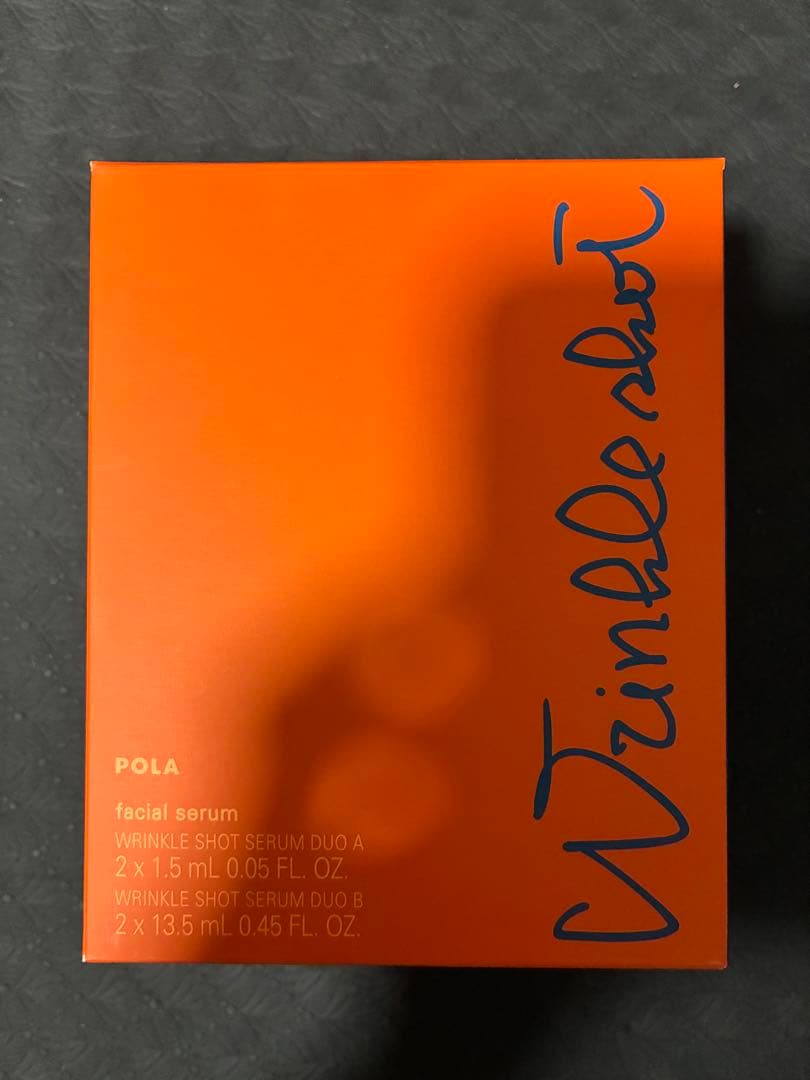 Wrinkle shot
POLA
facial serum
WRINKLE SHOT SERUM DUO A
2 x 1.5 mL 0.05 FL. OZ.
WRINKLE SHOT SERUM DUO B
2 x 13.5 mL 0.45 FL. OZ.